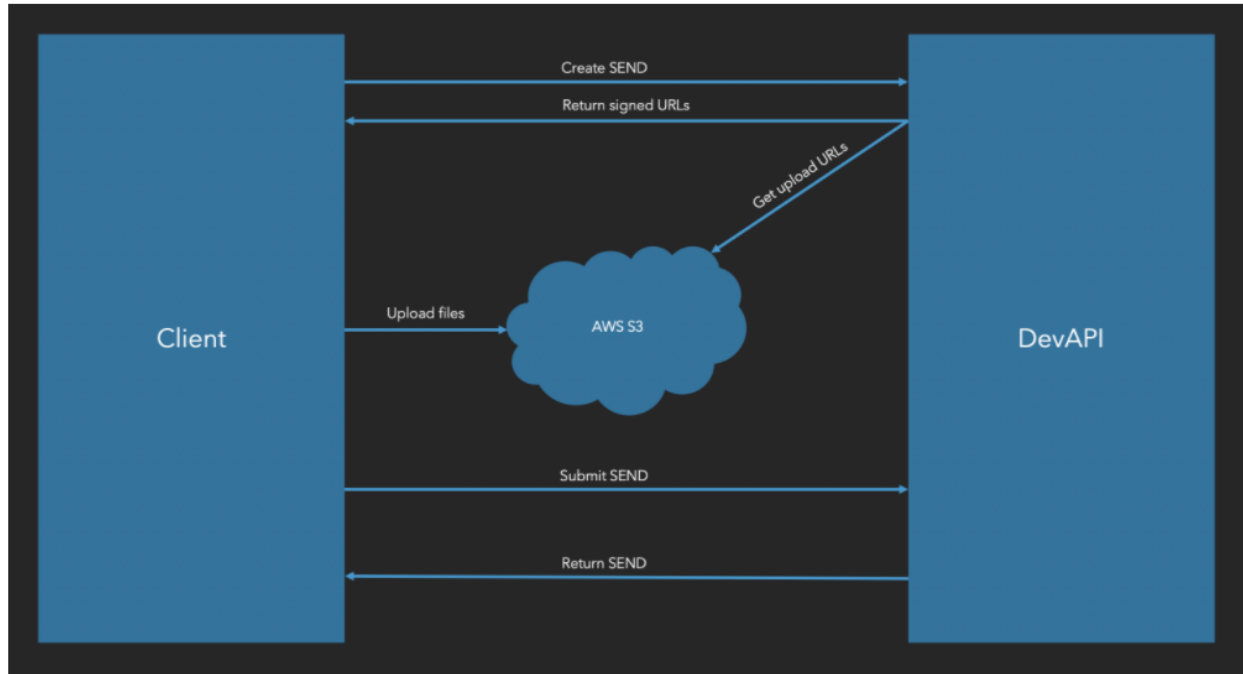 Create SEND
Return signed URLs
Get upload URLs
Upload files
AWS S3
Client
DevAPI
Submit SEND
Return SEND